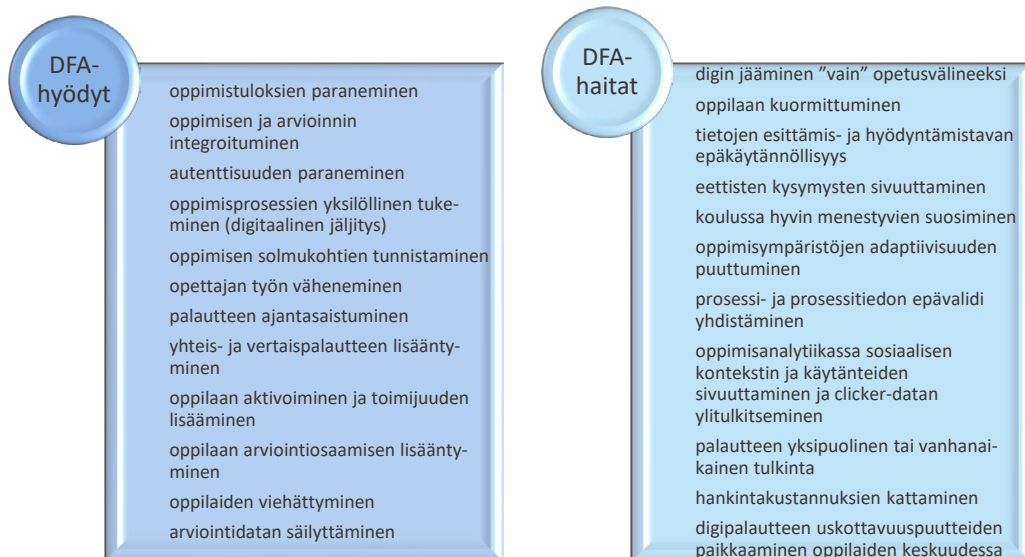 DFA-
hyödyt
oppimistuloksien paraneminen
oppimisen ja arvioinnin
integroituminen
autenttisuuden paraneminen
oppimisprosessien yksilöllinen tuke-
minen (digitaalinen jäljitys)
oppimisen solmukohtien tunnistaminen
opettajan työn väheneminen
palautteen ajantasaistuminen
yhteis- ja vertaispalautteen lisäänty-
minen
oppilaan aktivoiminen ja toimijuuden
lisääminen
oppilaan arviointiosaamisen lisäänty-
minen
oppilaiden viehättyminen
arviointidatan säilyttäminen
DFA-
haitat
digin jääminen ”vain” opetusvälineeksi
oppilaan kuormittuminen
tietojen esittämis- ja hyödyntämistavan
epäkäytännöllisyys
eettisten kysymysten sivuuttaminen
koulussa hyvin menestyvien suosiminen
oppimisympäristöjen adaptiivisuuden
puuttuminen
prosessi- ja prosessitiedon epävalidi
yhdistäminen
oppimisanalytiikassa sosiaalisen
kontekstin ja käytänteiden
sivuuttaminen ja clicker-datan
ylitulkitseminen
palautteen yksipuolinen tai vanhanai-
kainen tulkinta
hankintakustannuksien kattaminen
digipalautteen uskottavuuspuutteiden
paikkaaminen oppilaiden keskuudessa